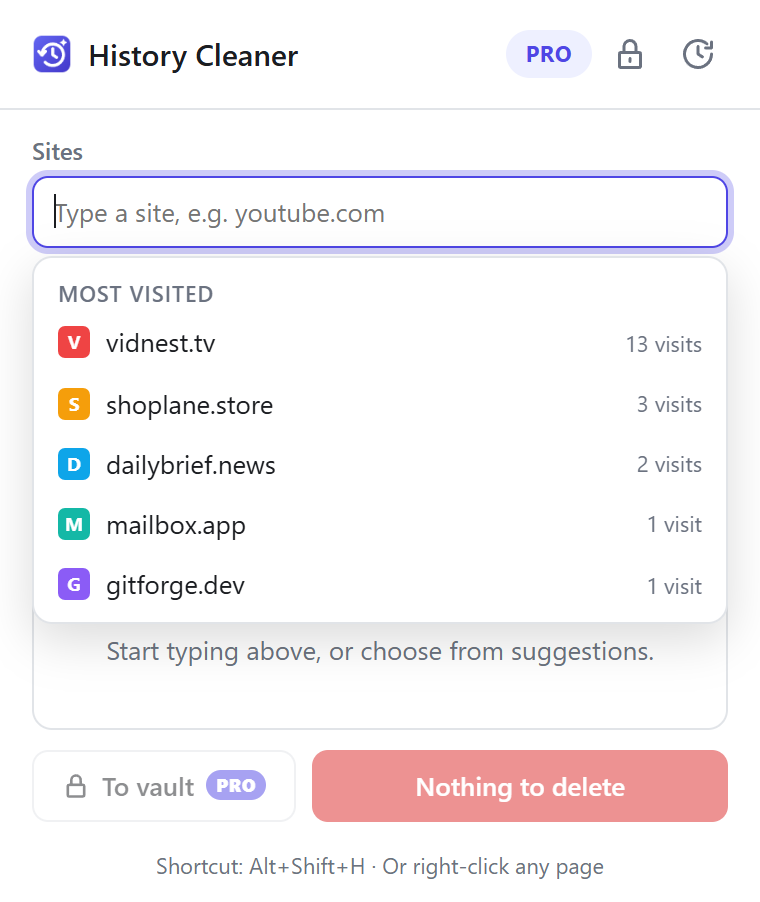 History Cleaner
PRO
Sites
Type a site, e.g. youtube.com
MOST VISITED
V vidnest.tv 13 visits
S shoplane.store 3 visits
D dailybrief.news 2 visits
M mailbox.app 1 visit
G gitforge.dev 1 visit
Start typing above, or choose from suggestions.
To vault PRO
Nothing to delete
Shortcut: Alt+Shift+H · Or right-click any page